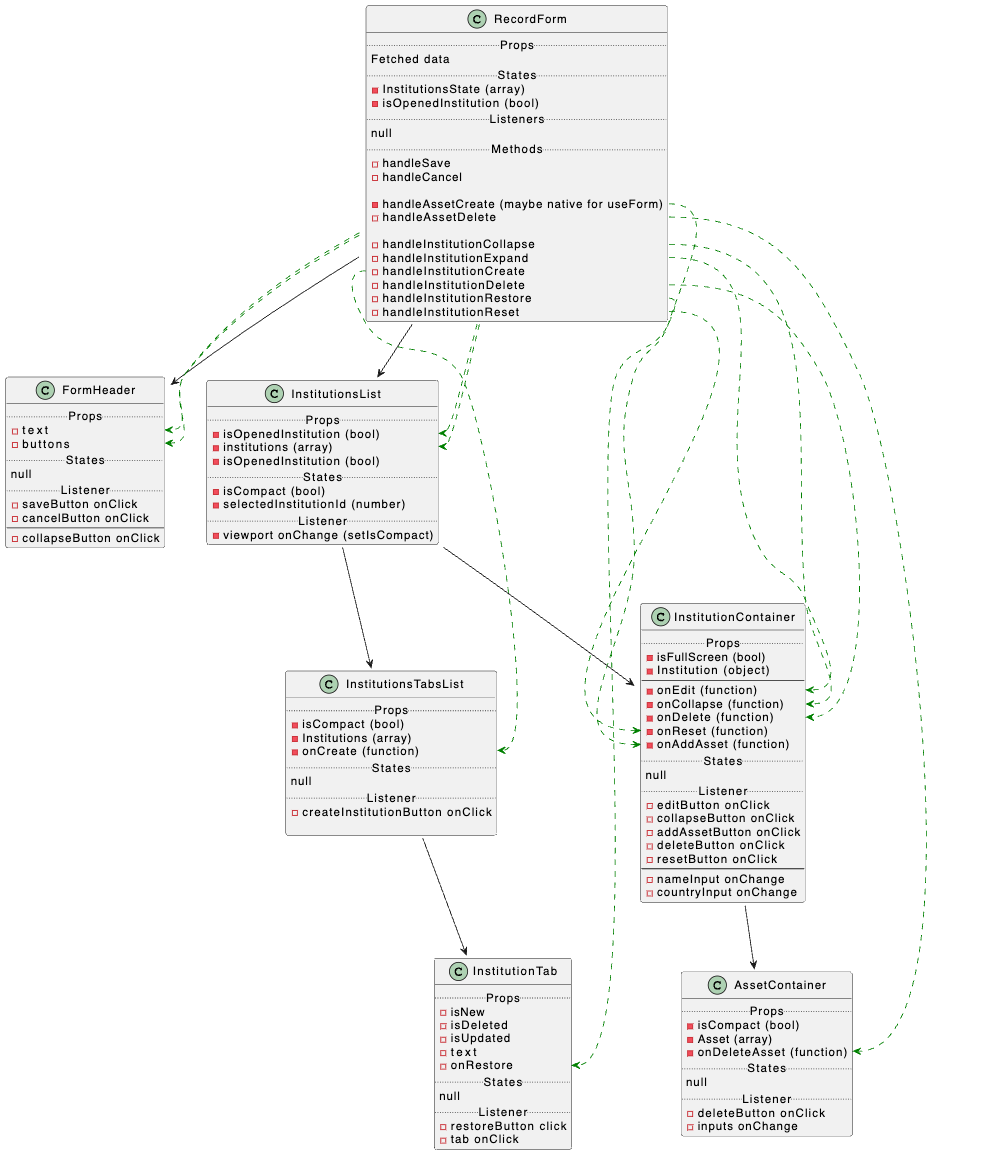 C RecordForm
Props
Fetched data
States
InstitutionsState (array)
isOpenedInstitution (bool)
Listeners
null
Methods
handleSave
handleCancel
handleAssetCreate (maybe native for useForm)
handleAssetDelete
handleInstitutionCollapse
handleInstitutionExpand
handleInstitutionCreate
handleInstitutionDelete
handleInstitutionRestore
handleInstitutionReset
C FormHeader
Props
text
buttons
States
null
Listener
saveButton onClick
cancelButton onClick
collapseButton onClick
C InstitutionsList
Props
isOpenedInstitution (bool)
institutions (array)
isOpenedInstitution (bool)
States
isCompact (bool)
selectedInstitutionId (number)
Listener
viewport onChange (setIsCompact)
C InstitutionContainer
Props
isFullScreen (bool)
Institution (object)
onEdit (function)
onCollapse (function)
onDelete (function)
onReset (function)
onAddAsset (function)
States
null
Listener
editButton onClick
collapseButton onClick
addAssetButton onClick
deleteButton onClick
resetButton onClick
nameInput onChange
countryInput onChange
C InstitutionsTabsList
Props
isCompact (bool)
Institutions (array)
onCreate (function)
States
null
Listener
createInstitutionButton onClick
C InstitutionTab
Props
isNew
isDeleted
isUpdated
text
onRestore
States
null
Listener
restoreButton click
tab onClick
C AssetContainer
Props
isCompact (bool)
Asset (array)
onDeleteAsset (function)
States
null
Listener
deleteButton onClick
inputs onChange